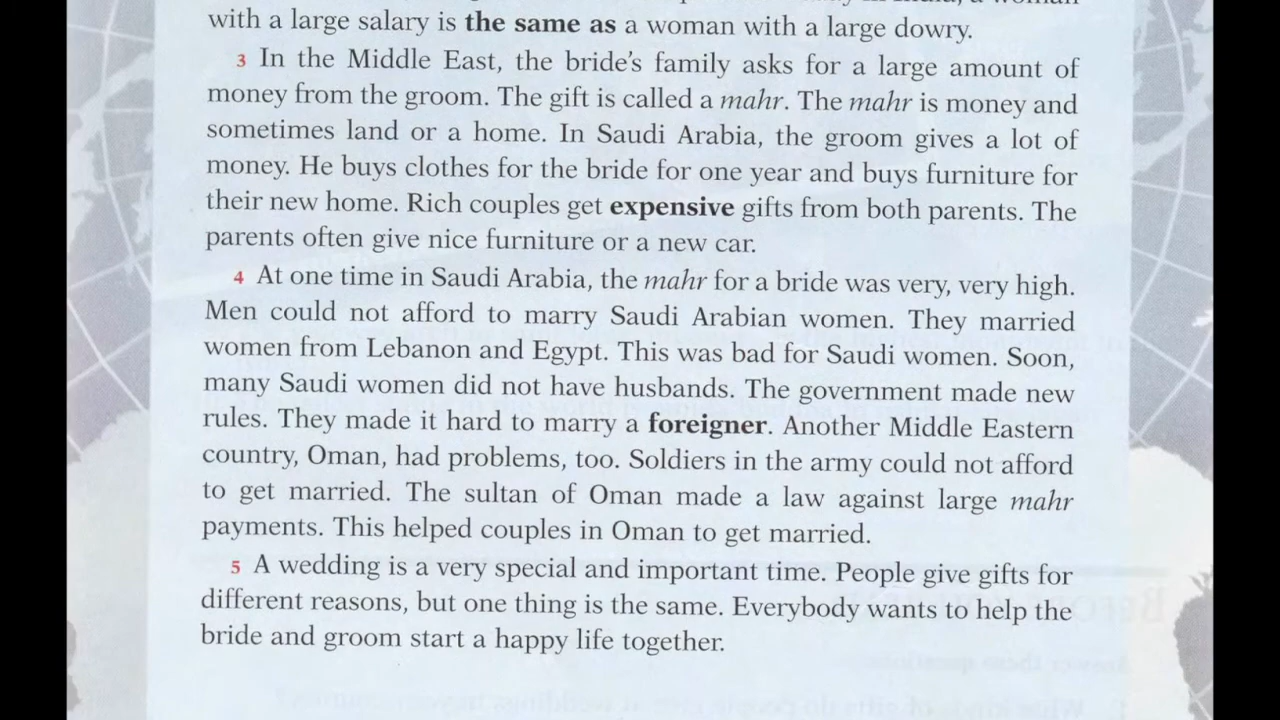 with a large salary is the same as a woman with a large dowry.
3 In the Middle East, the bride's family asks for a large amount of
money from the groom. The gift is called a mahr. The mahr is money and
sometimes land or a home. In Saudi Arabia, the groom gives a lot of
money. He buys clothes for the bride for one year and buys furniture for
their new home. Rich couples get expensive gifts from both parents. The
parents often give nice furniture or a new car.
4 At one time in Saudi Arabia, the mahr for a bride was very, very high.
Men could not afford to marry Saudi Arabian women. They married
women from Lebanon and Egypt. This was bad for Saudi women. Soon,
many Saudi women did not have husbands. The government made new
rules. They made it hard to marry a foreigner. Another Middle Eastern
country, Oman, had problems, too. Soldiers in the army could not afford
to get married. The sultan of Oman made a law against large mahr
payments. This helped couples in Oman to get married.
5 A wedding is a very special and important time. People give gifts for
different reasons, but one thing is the same. Everybody wants to help the
bride and groom start a happy life together.